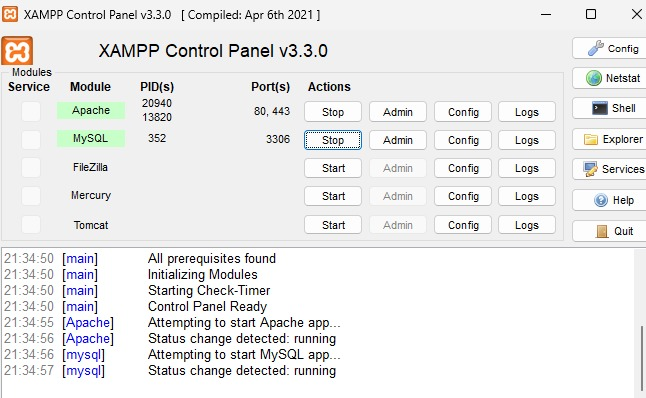 XAMPP Control Panel v3.3.0 [ Compiled: Apr 6th 2021 ]
XAMPP Control Panel v3.3.0
Config
Modules
Service Module PID(s) Port(s) Actions
Netstat
Apache 20940 13820 80, 443 Stop Admin Config Logs
Shell
MySQL 352 3306 Stop Admin Config Logs
Explorer
FileZilla Start Admin Config Logs
Services
Mercury Start Admin Config Logs
Help
Tomcat Start Admin Config Logs
Quit
21:34:50 [main] All prerequisites found
21:34:50 [main] Initializing Modules
21:34:50 [main] Starting Check-Timer
21:34:50 [main] Control Panel Ready
21:34:55 [Apache] Attempting to start Apache app...
21:34:56 [Apache] Status change detected: running
21:34:56 [mysql] Attempting to start MySQL app...
21:34:57 [mysql] Status change detected: running